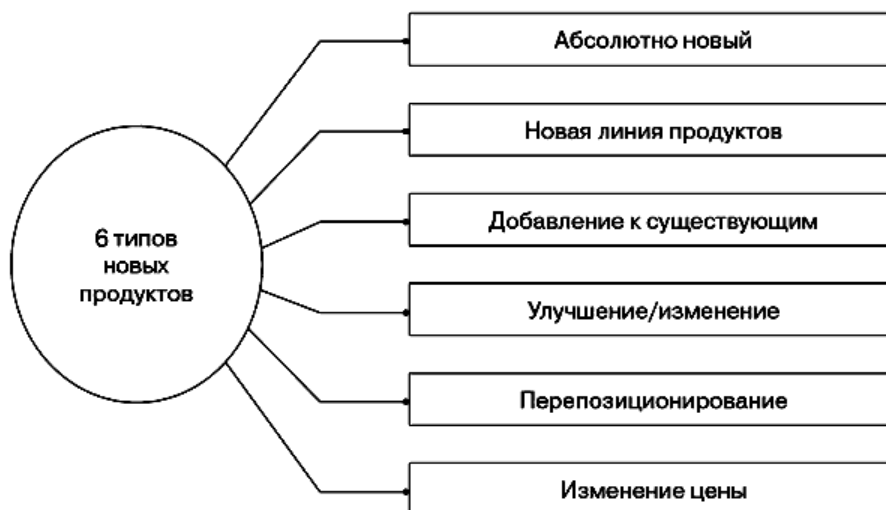 Абсолютно новый
Новая линия продуктов
6 типов
новых
продуктов
Добавление к существующим
Улучшение/изменение
Перепозиционирование
Изменение цены